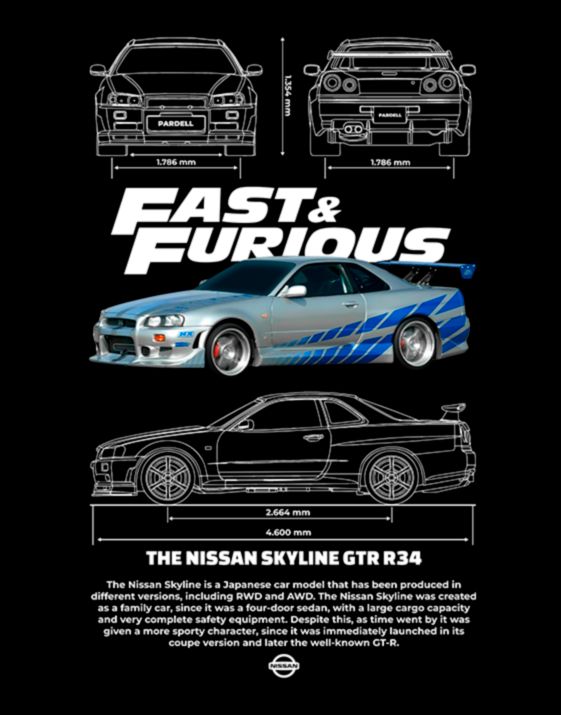 1.354 mm
PARDELL
PARDELL
1.786 mm
1.786 mm
FAST &
FURIOUS
NX
2.664 mm
4.600 mm
THE NISSAN SKYLINE GTR R34
The Nissan Skyline is a Japanese car model that has been produced in
different versions, including RWD and AWD. The Nissan Skyline was created
as a family car, since it was a four-door sedan, with a large cargo capacity
and very complete safety equipment. Despite this, as time went by it was
given a more sporty character, since it was immediately launched in its
coupe version and later the well-known GT-R.
NISSAN